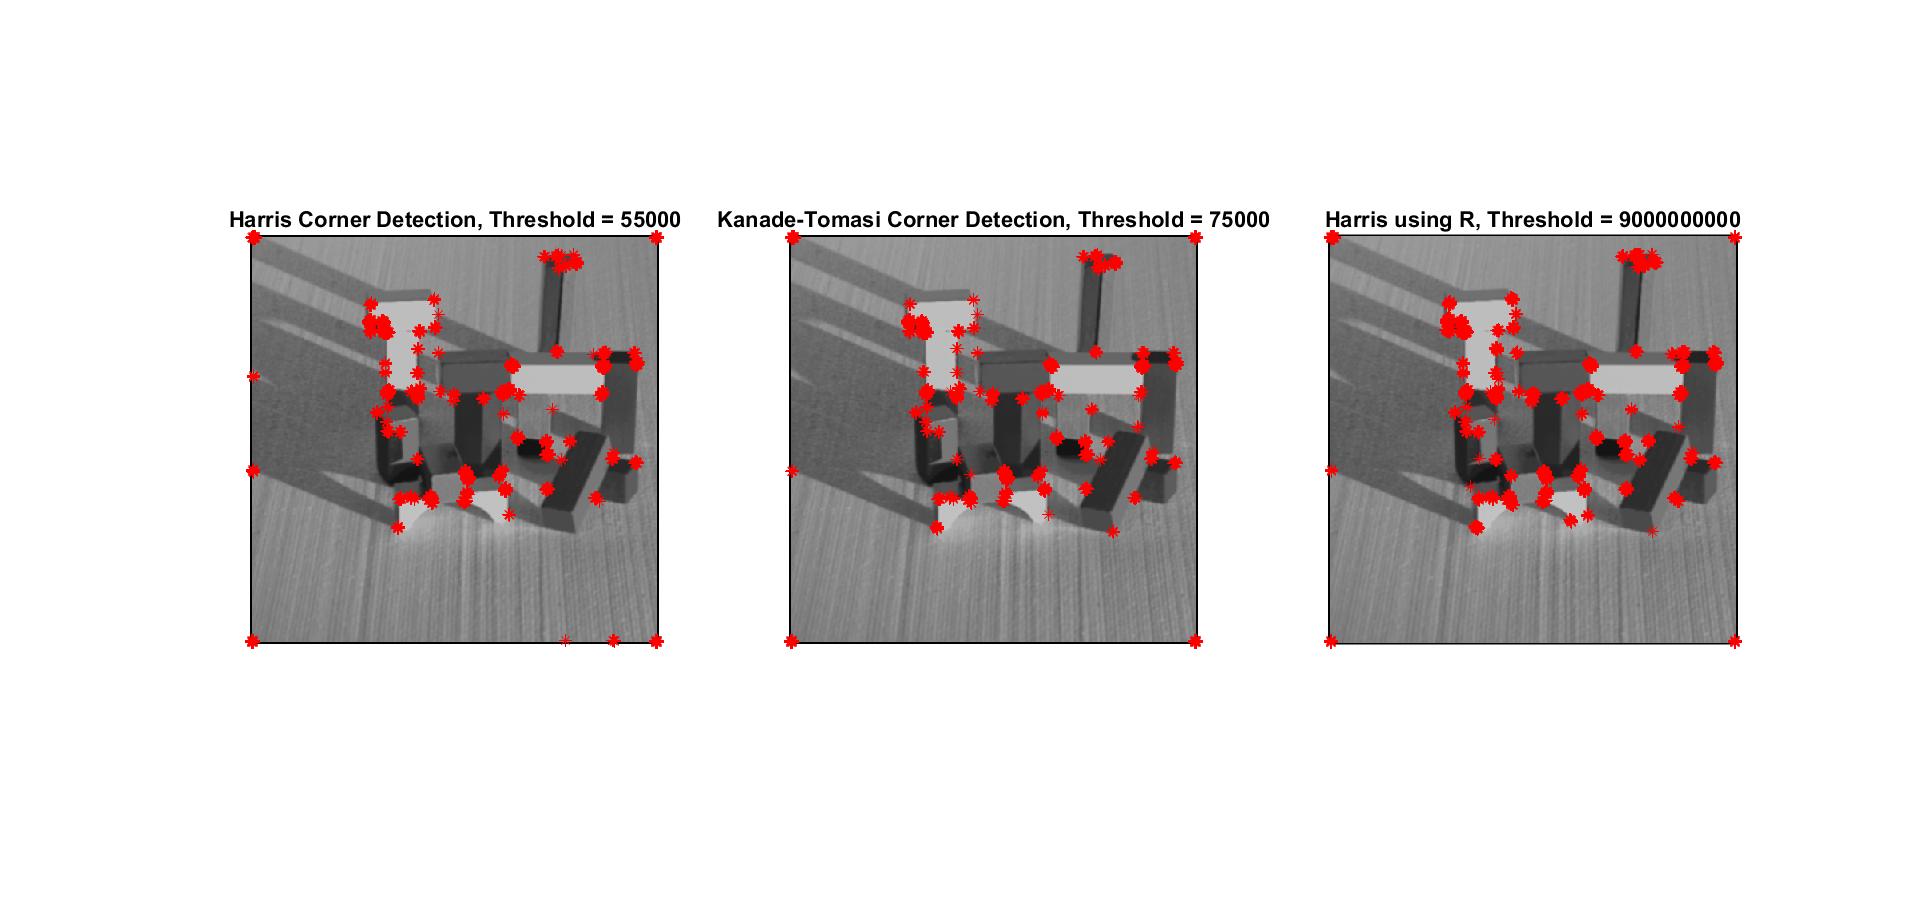 Harris Corner Detection, Threshold = 55000
Kanade-Tomasi Corner Detection, Threshold = 75000
Harris using R, Threshold = 9000000000